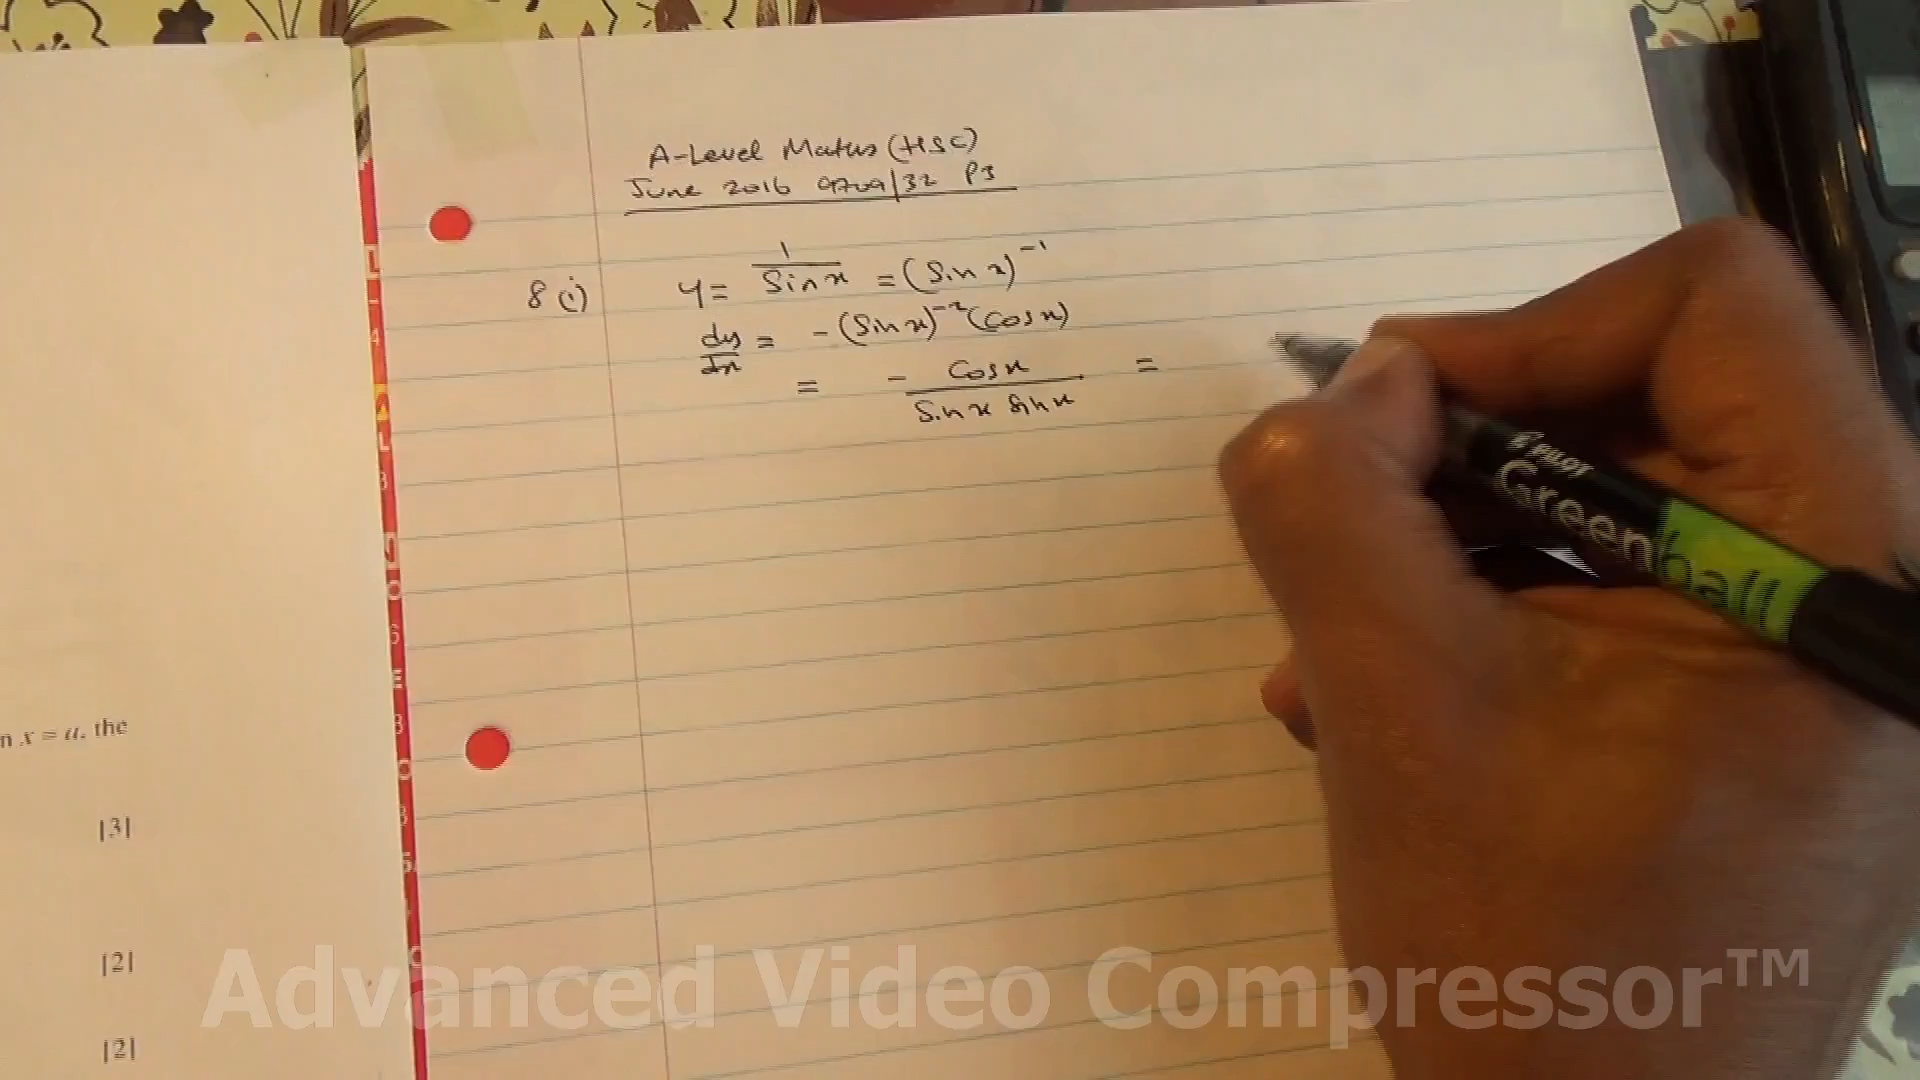 A-Level Maths (HSC)
June 2016 9709/32 P3
8 (i) y = 1/Sin x = (Sin x)^-1
dy/dx = -(Sin x)^-2 (Cos x)
= - Cos x / Sin x Sin x =
n x = a, the
[3]
[2]
[2]
PILOT
Greenball
Advanced Video Compressor™